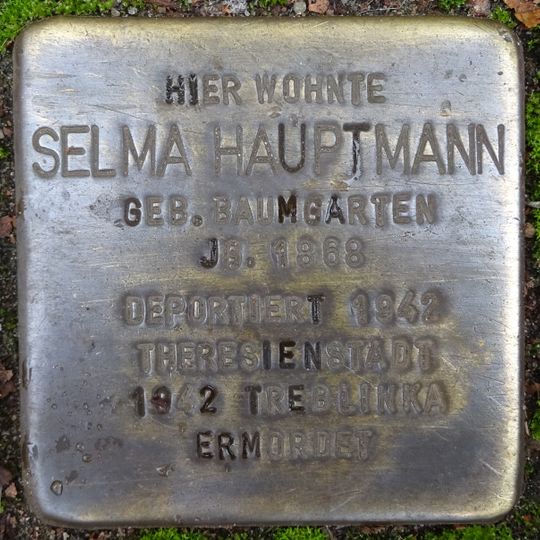 HIER WOHNTE
SELMA HAUPTMANN
GEB. BAUMGARTEN
JG. 1868
DEPORTIERT 1942
THERESIENSTADT
1942 TREBLINKA
ERMORDET